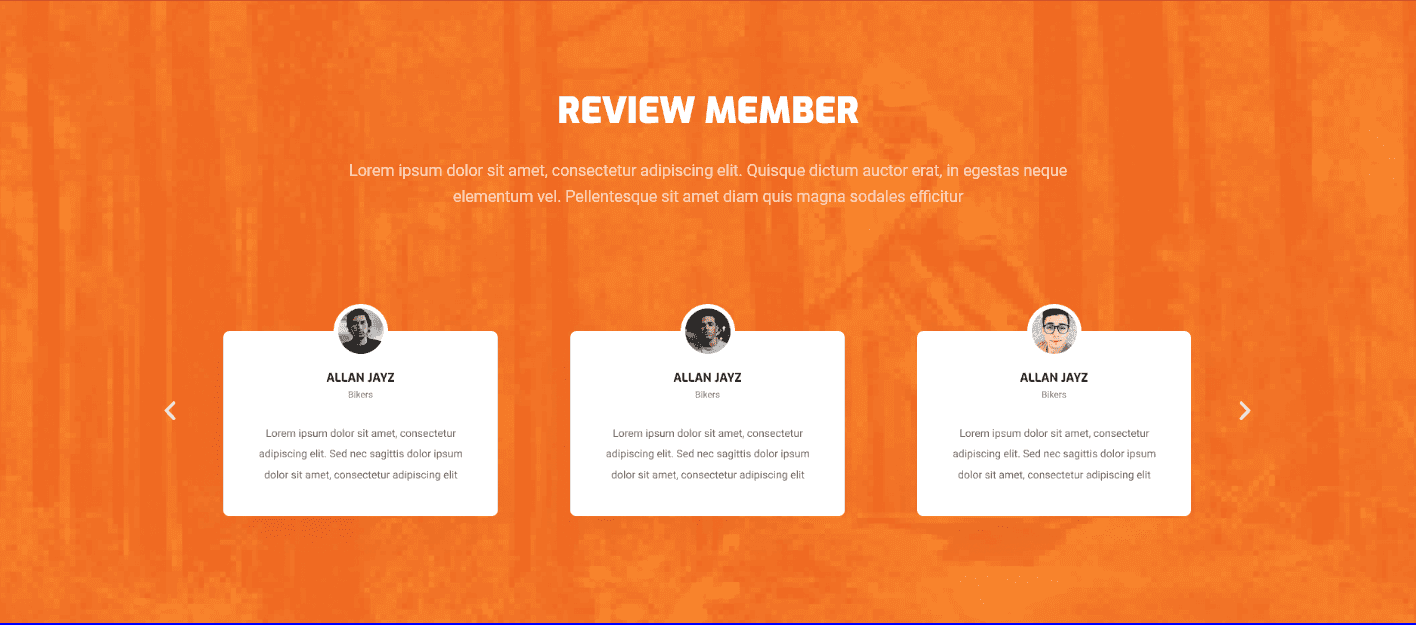 REVIEW MEMBER
Lorem ipsum dolor sit amet, consectetur adipiscing elit. Quisque dictum auctor erat, in egestas neque
elementum vel. Pellentesque sit amet diam quis magna sodales efficitur
ALLAN JAYZ
Bikers
Lorem ipsum dolor sit amet, consectetur
adipiscing elit. Sed nec sagittis dolor ipsum
dolor sit amet, consectetur adipiscing elit
ALLAN JAYZ
Bikers
Lorem ipsum dolor sit amet, consectetur
adipiscing elit. Sed nec sagittis dolor ipsum
dolor sit amet, consectetur adipiscing elit
ALLAN JAYZ
Bikers
Lorem ipsum dolor sit amet, consectetur
adipiscing elit. Sed nec sagittis dolor ipsum
dolor sit amet, consectetur adipiscing elit